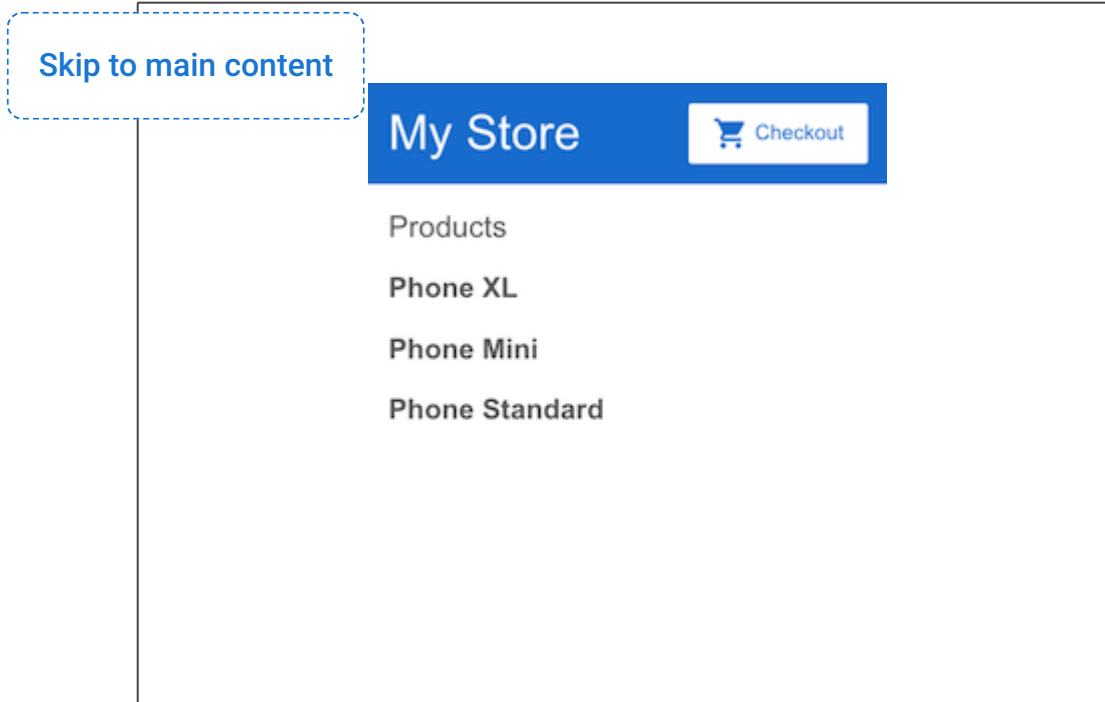 Skip to main content
My Store
Checkout
Products
Phone XL
Phone Mini
Phone Standard